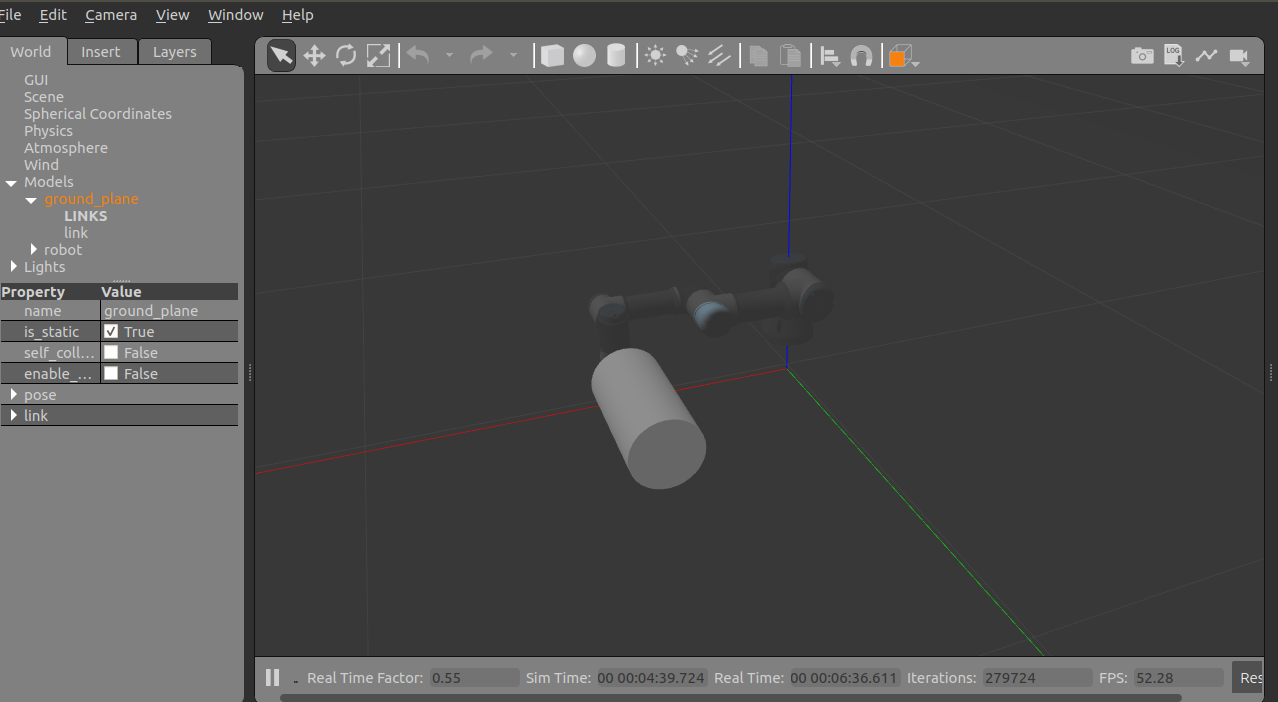 File Edit Camera View Window Help
World Insert Layers
LOG
GUI
Scene
Spherical Coordinates
Physics
Atmosphere
Wind
Models
ground_plane
LINKS
link
robot
Lights
Property Value
name ground_plane
is_static True
self_coll... False
enable_... False
pose
link
Real Time Factor: 0.55 Sim Time: 00 00:04:39.724 Real Time: 00 00:06:36.611 Iterations: 279724 FPS: 52.28 Res